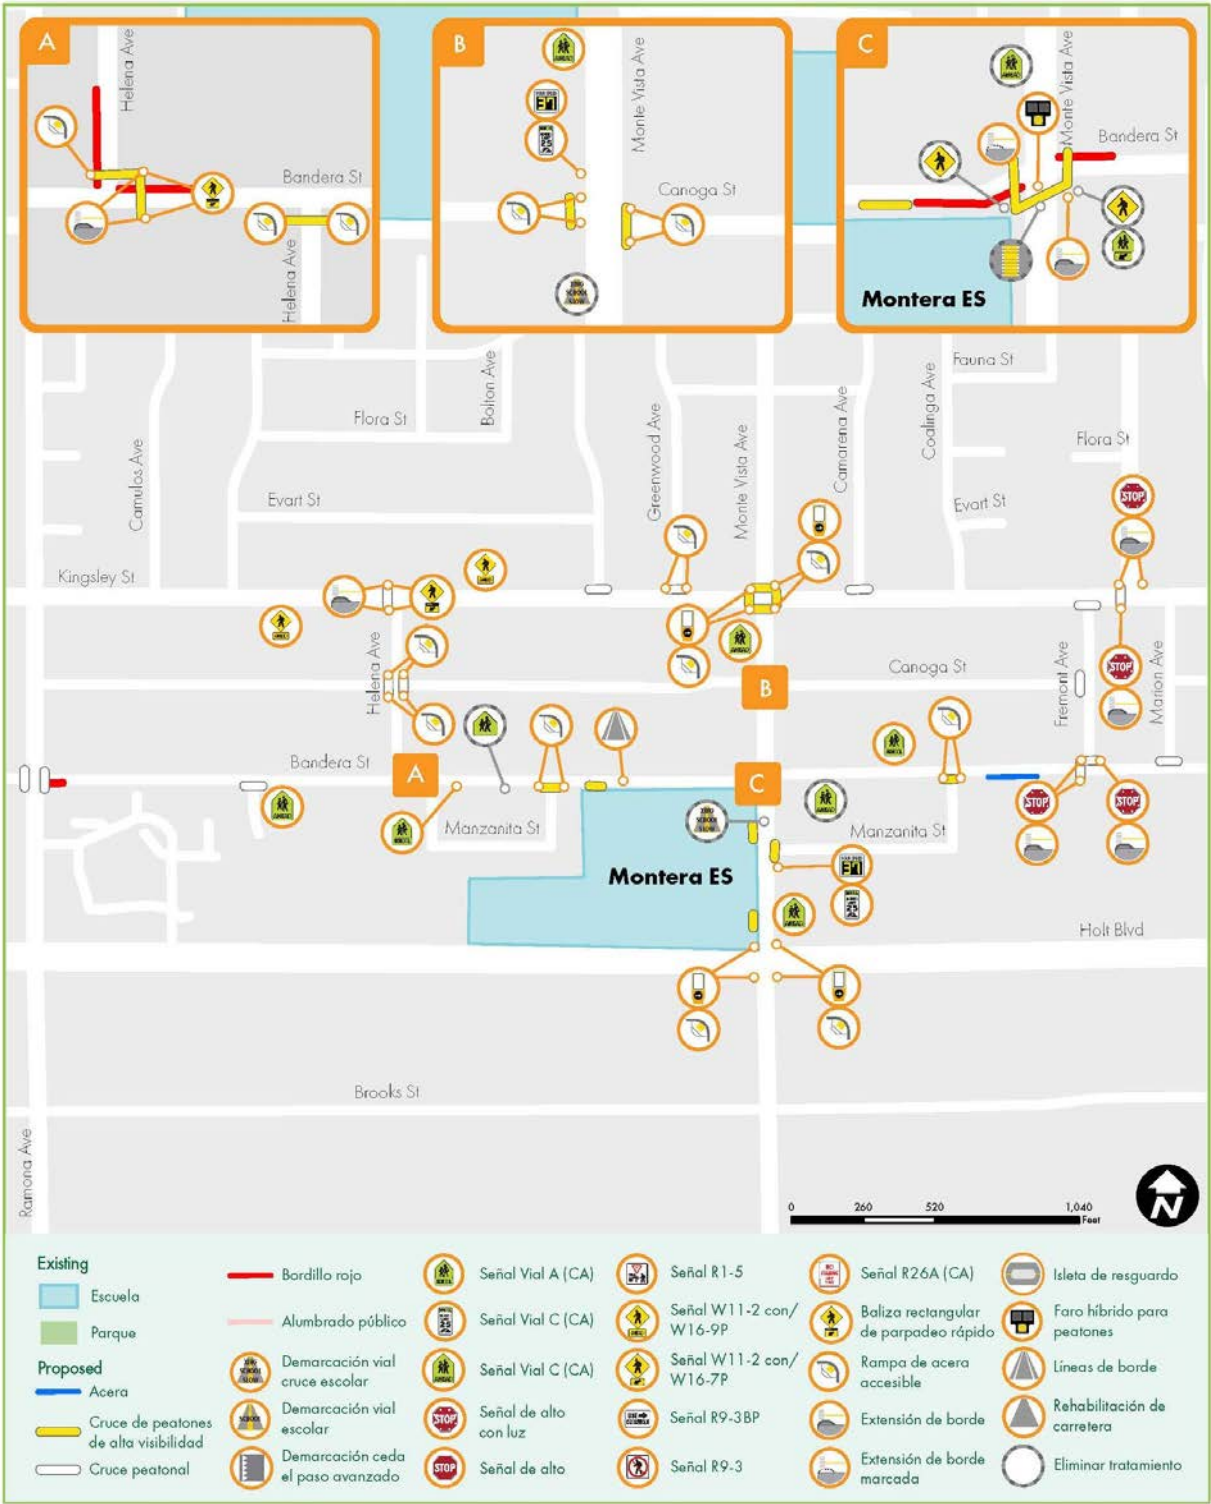 A
Helena Ave
Bandera St
Helena Ave
B
Monte Vista Ave
Canoga St
C
Monte Vista Ave
Bandera St
Montera ES
Fauna St
Bolton Ave
Flora St
Camulos Ave
Greenwood Ave
Monte Vista Ave
Camarena Ave
Coalinga Ave
Flora St
Evart St
Evart St
STOP
Kingsley St
Helena Ave
Canoga St
STOP
Fremont Ave
Marion Ave
B
Bandera St
A
C
Manzanita St
Manzanita St
STOP
STOP
Montera ES
Holt Blvd
Brooks St
Ramona Ave
0 260 520 1,040
Feet
N
Existing
Escuela
Parque
Proposed
Acera
Cruce de peatones
de alta visibilidad
Cruce peatonal
Bordillo rojo
Alumbrado público
Demarcación vial
cruce escolar
Demarcación vial
escolar
Demarcación ceda
el paso avanzado
Señal Vial A (CA)
Señal Vial C (CA)
Señal Vial C (CA)
STOP
Señal de alto
con luz
STOP
Señal de alto
Señal R1-5
Señal W11-2 con/
W16-9P
Señal W11-2 con/
W16-7P
Señal R9-3BP
Señal R9-3
Señal R26A (CA)
Baliza rectangular
de parpadeo rápido
Rampa de acera
accesible
Extensión de borde
Extensión de borde
marcada
Isleta de resguardo
Faro híbrido para
peatones
Líneas de borde
Rehabilitación de
carretera
Eliminar tratamiento